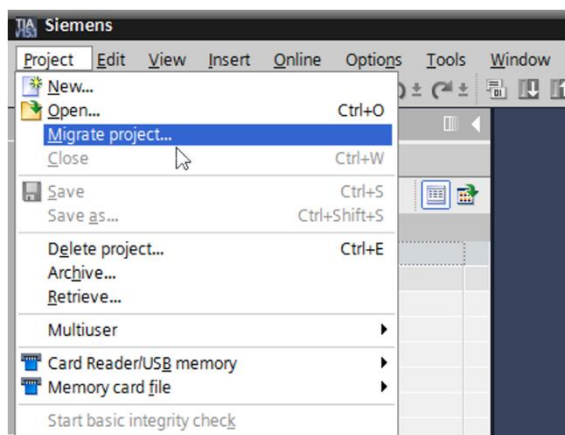 Siemens
Project Edit View Insert Online Options Tools Window
New...
Open... Ctrl+O
Migrate project...
Close Ctrl+W
Save Ctrl+S
Save as... Ctrl+Shift+S
Delete project... Ctrl+E
Archive...
Retrieve...
Multiuser
Card Reader/USB memory
Memory card file
Start basic integrity check